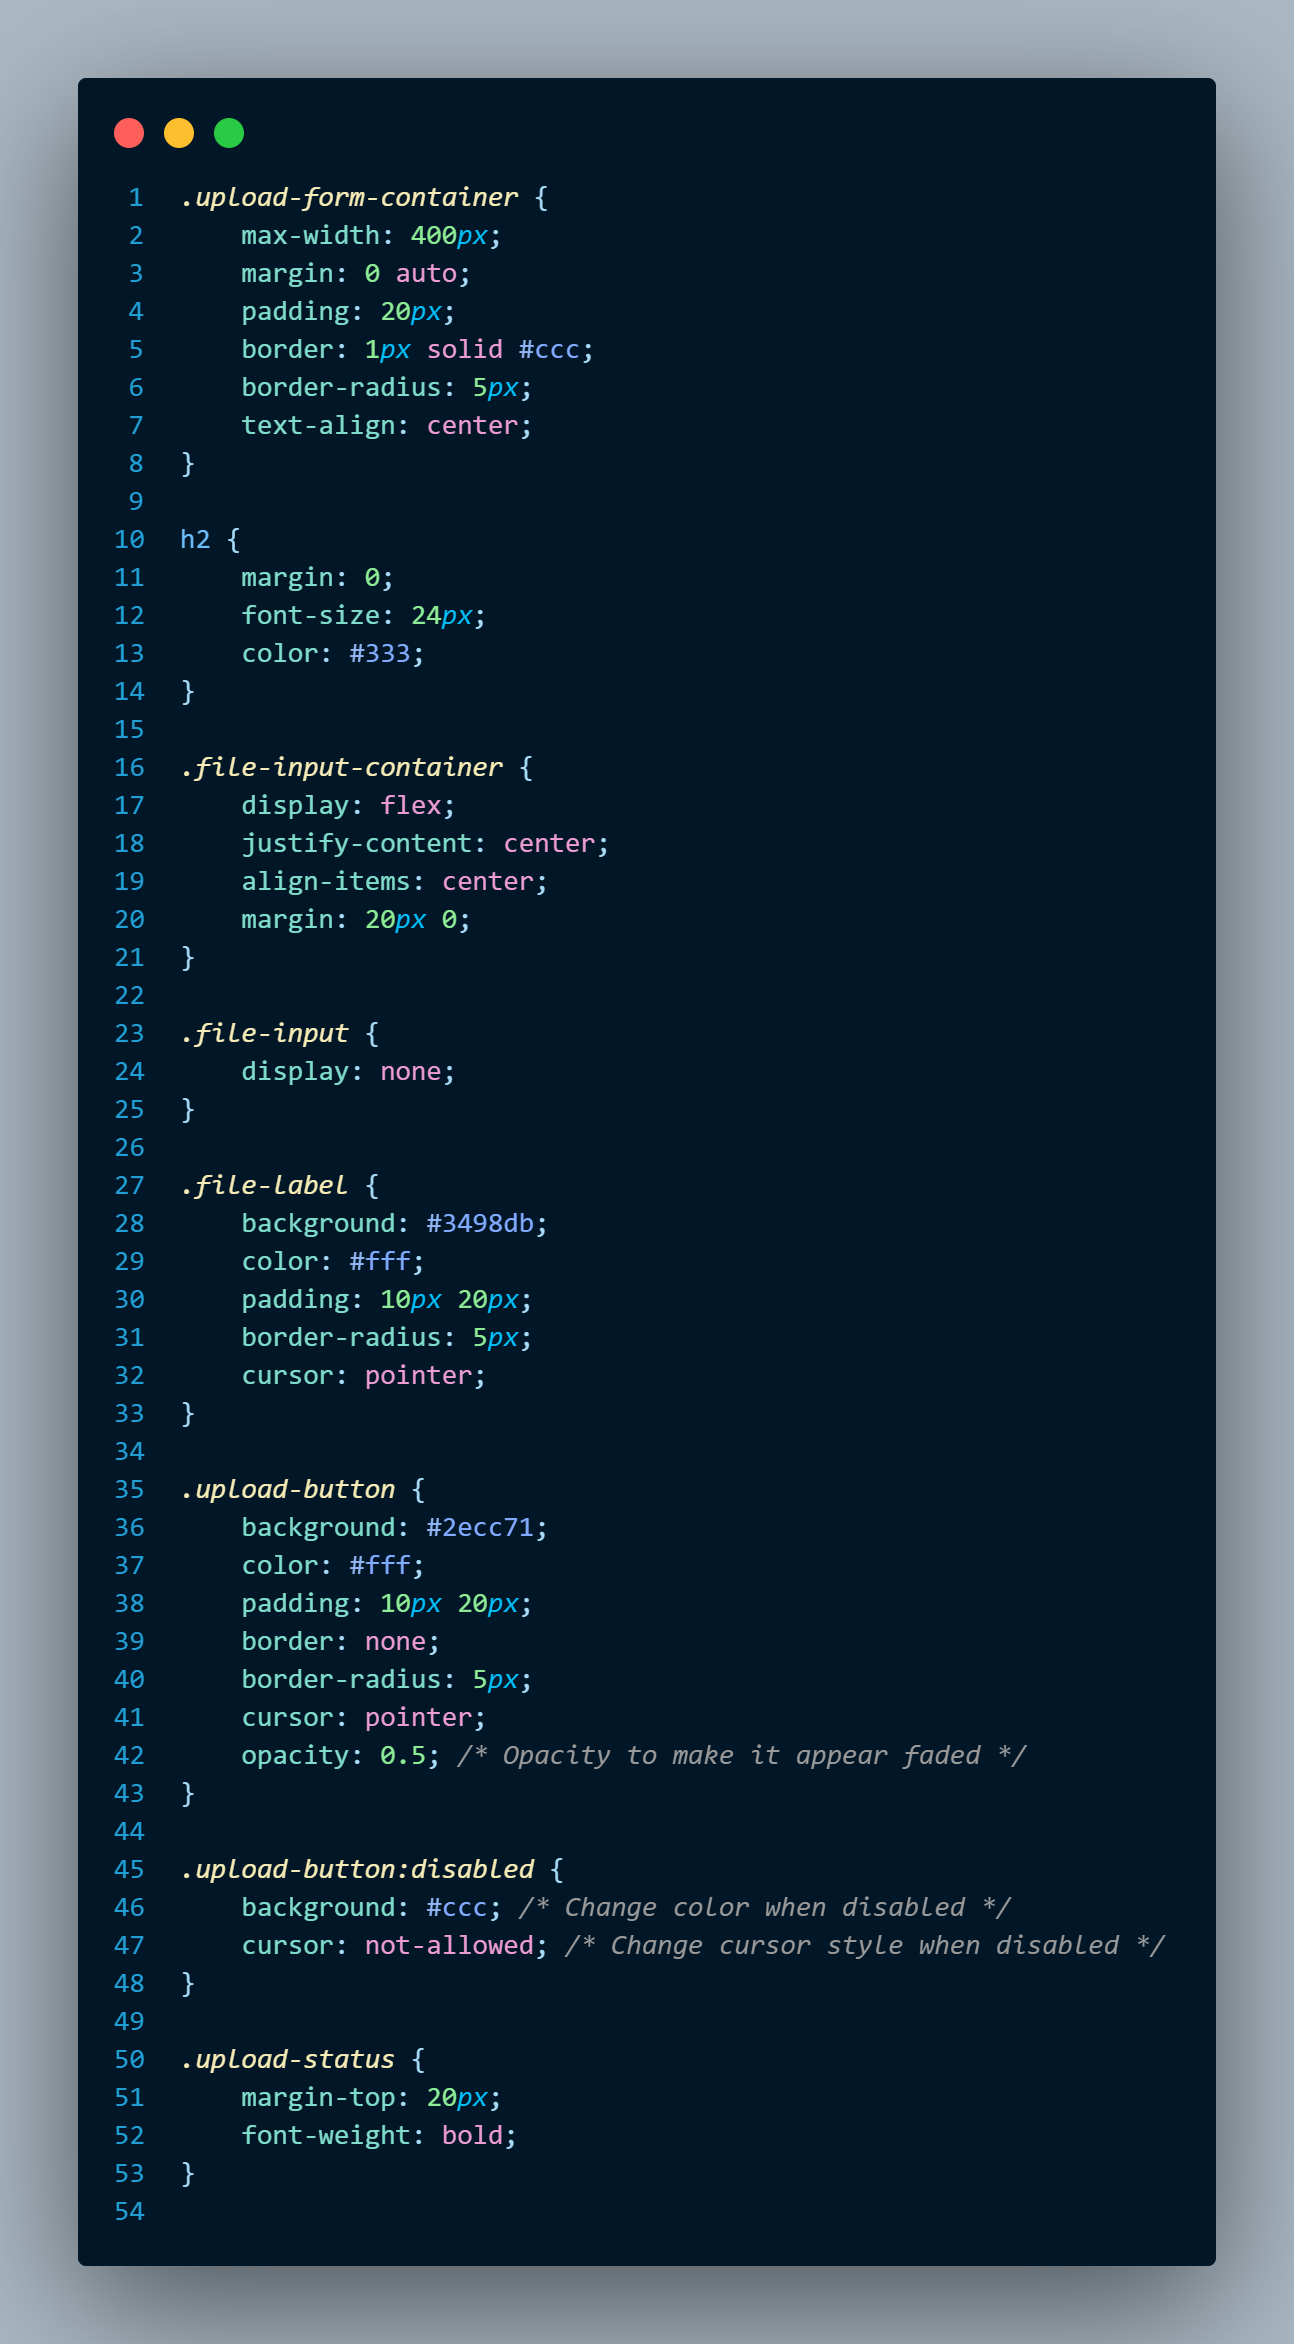 1 .upload-form-container {
2     max-width: 400px;
3     margin: 0 auto;
4     padding: 20px;
5     border: 1px solid #ccc;
6     border-radius: 5px;
7     text-align: center;
8 }
9
10 h2 {
11     margin: 0;
12     font-size: 24px;
13     color: #333;
14 }
15
16 .file-input-container {
17     display: flex;
18     justify-content: center;
19     align-items: center;
20     margin: 20px 0;
21 }
22
23 .file-input {
24     display: none;
25 }
26
27 .file-label {
28     background: #3498db;
29     color: #fff;
30     padding: 10px 20px;
31     border-radius: 5px;
32     cursor: pointer;
33 }
34
35 .upload-button {
36     background: #2ecc71;
37     color: #fff;
38     padding: 10px 20px;
39     border: none;
40     border-radius: 5px;
41     cursor: pointer;
42     opacity: 0.5; /* Opacity to make it appear faded */
43 }
44
45 .upload-button:disabled {
46     background: #ccc; /* Change color when disabled */
47     cursor: not-allowed; /* Change cursor style when disabled */
48 }
49
50 .upload-status {
51     margin-top: 20px;
52     font-weight: bold;
53 }
54